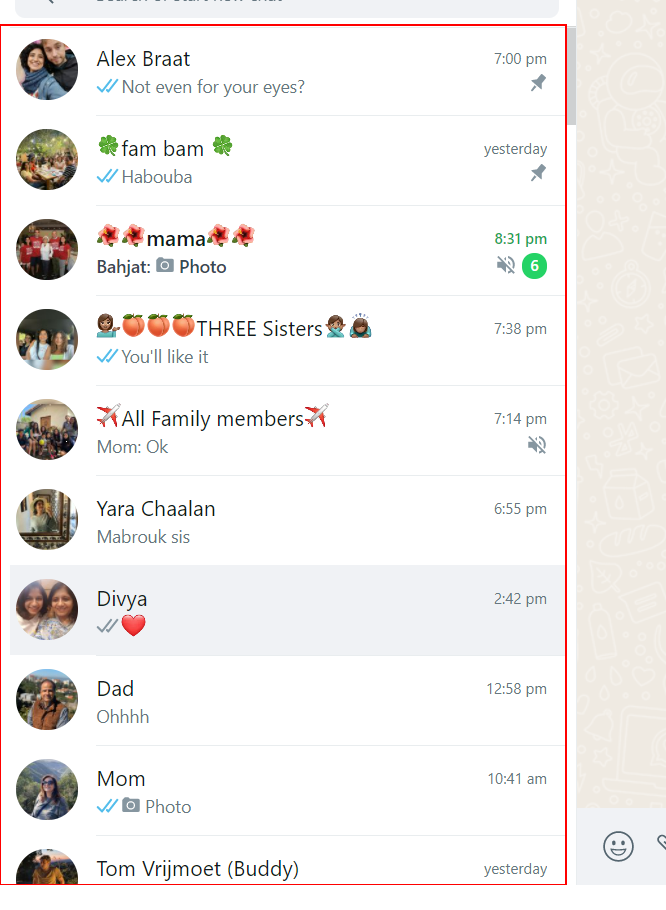 Alex Braat
7:00 pm
Not even for your eyes?
🍀fam bam 🍀
yesterday
Habouba
🌺🌺mama🌺🌺
8:31 pm
Bahjat: 📷 Photo
6
💁🏽‍♀️🍑🍑🍑THREE Sisters🙅🏽‍♂️🙇🏾‍♀️
7:38 pm
You'll like it
✈️All Family members✈️
7:14 pm
Mom: Ok
Yara Chaalan
6:55 pm
Mabrouk sis
Divya
2:42 pm
❤️
Dad
12:58 pm
Ohhhh
Mom
10:41 am
📷 Photo
Tom Vrijmoet (Buddy)
yesterday